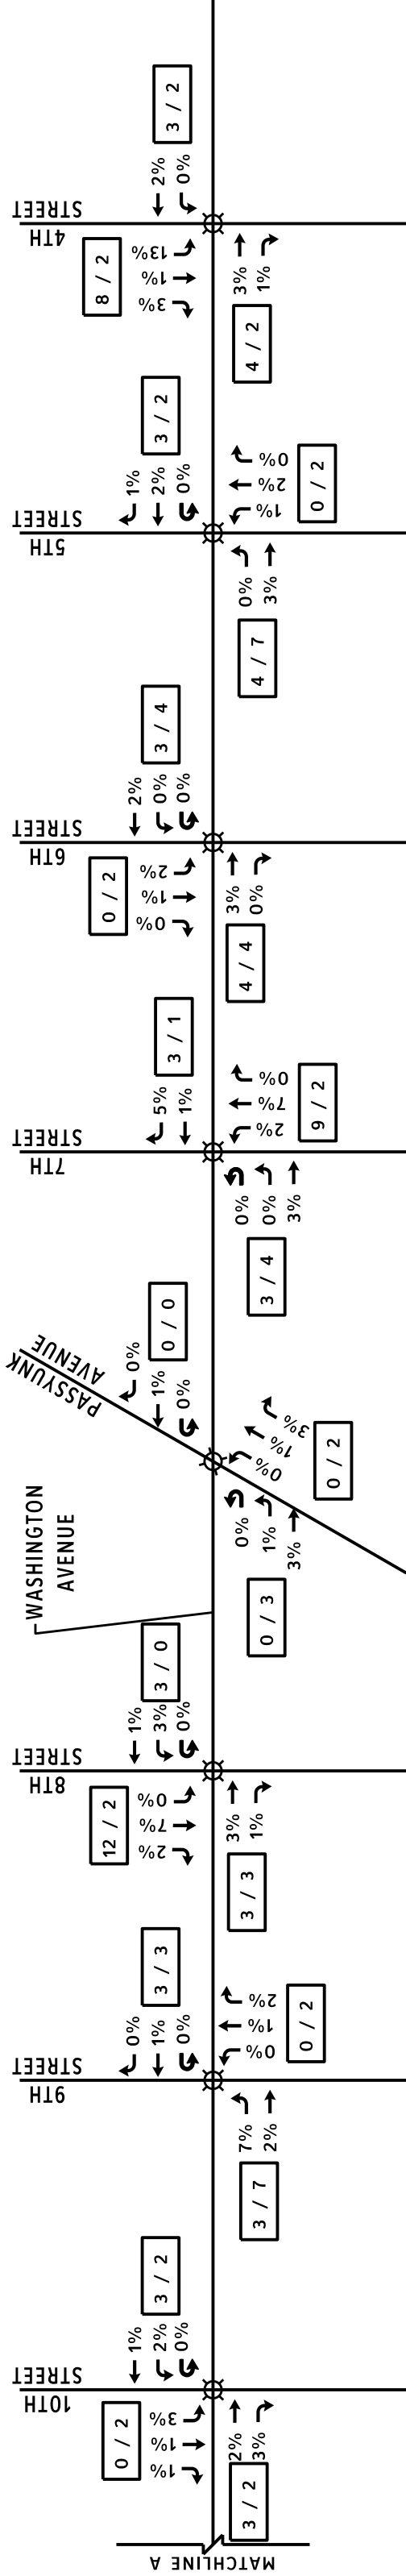 3 / 2
2%
0%
4TH
STREET
8 / 2
13%
1%
3%
3%
1%
4 / 2
3 / 2
1%
2%
0%
5TH
STREET
0%
2%
1%
0 / 2
0%
3%
4 / 7
3 / 4
2%
0%
0%
6TH
STREET
0 / 2
2%
1%
0%
3%
0%
4 / 4
3 / 1
5%
1%
7TH
STREET
0%
7%
2%
9 / 2
0%
0%
3%
3 / 4
0 / 0
0%
1%
0%
PASSYUNK
AVENUE
3%
1%
0%
0 / 2
0%
1%
3%
0 / 3
WASHINGTON
AVENUE
3 / 0
1%
3%
0%
8TH
STREET
12 / 2
0%
7%
2%
3%
1%
3 / 3
3 / 3
0%
1%
0%
9TH
STREET
2%
1%
0%
0 / 2
7%
2%
3 / 7
3 / 2
1%
2%
0%
10TH
STREET
0 / 2
3%
1%
1%
2%
3%
3 / 2
MATCHLINE A